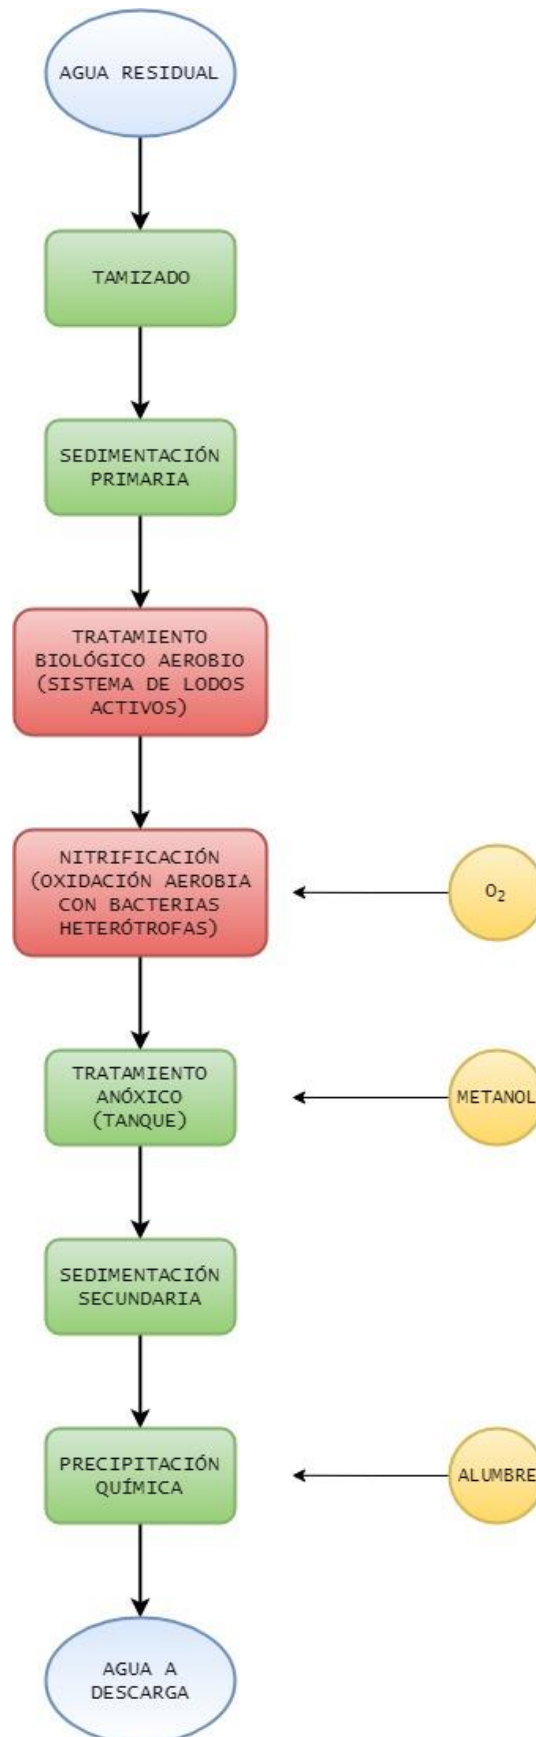 AGUA RESIDUAL
TAMIZADO
SEDIMENTACIÓN
PRIMARIA
TRATAMIENTO
BIOLÓGICO AEROBIO
(SISTEMA DE LODOS
ACTIVOS)
NITRIFICACIÓN
(OXIDACIÓN AEROBIA
CON BACTERIAS
HETERÓTROFAS)
O₂
TRATAMIENTO
ANÓXICO
(TANQUE)
METANOL
SEDIMENTACIÓN
SECUNDARIA
PRECIPITACIÓN
QUÍMICA
ALUMBRE
AGUA A
DESCARGA